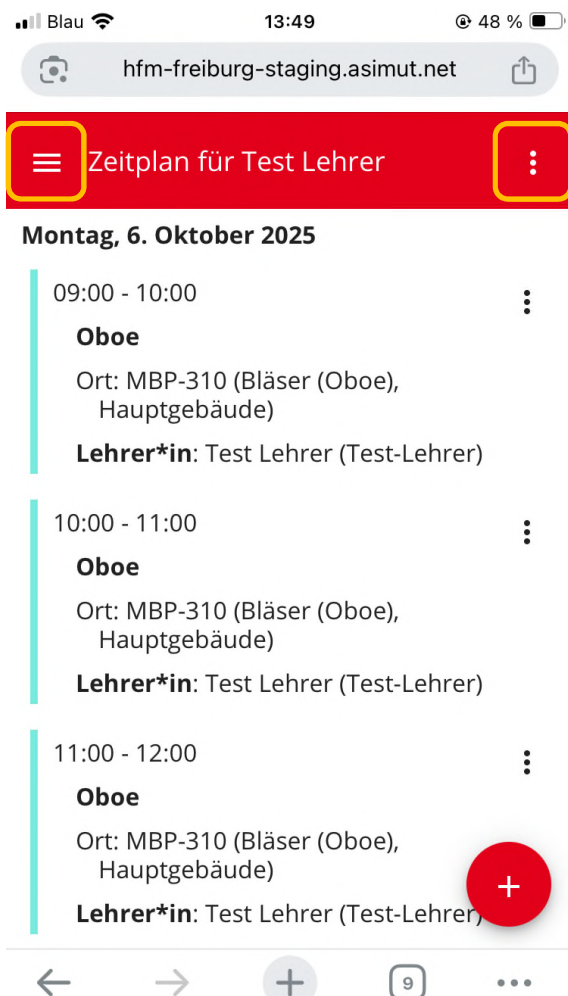 Blau 13:49 48 %
hfm-freiburg-staging.asimut.net
Zeitplan für Test Lehrer
Montag, 6. Oktober 2025
09:00 - 10:00
Oboe
Ort: MBP-310 (Bläser (Oboe),
Hauptgebäude)
Lehrer*in: Test Lehrer (Test-Lehrer)
10:00 - 11:00
Oboe
Ort: MBP-310 (Bläser (Oboe),
Hauptgebäude)
Lehrer*in: Test Lehrer (Test-Lehrer)
11:00 - 12:00
Oboe
Ort: MBP-310 (Bläser (Oboe),
Hauptgebäude)
Lehrer*in: Test Lehrer (Test-Lehrer)
9